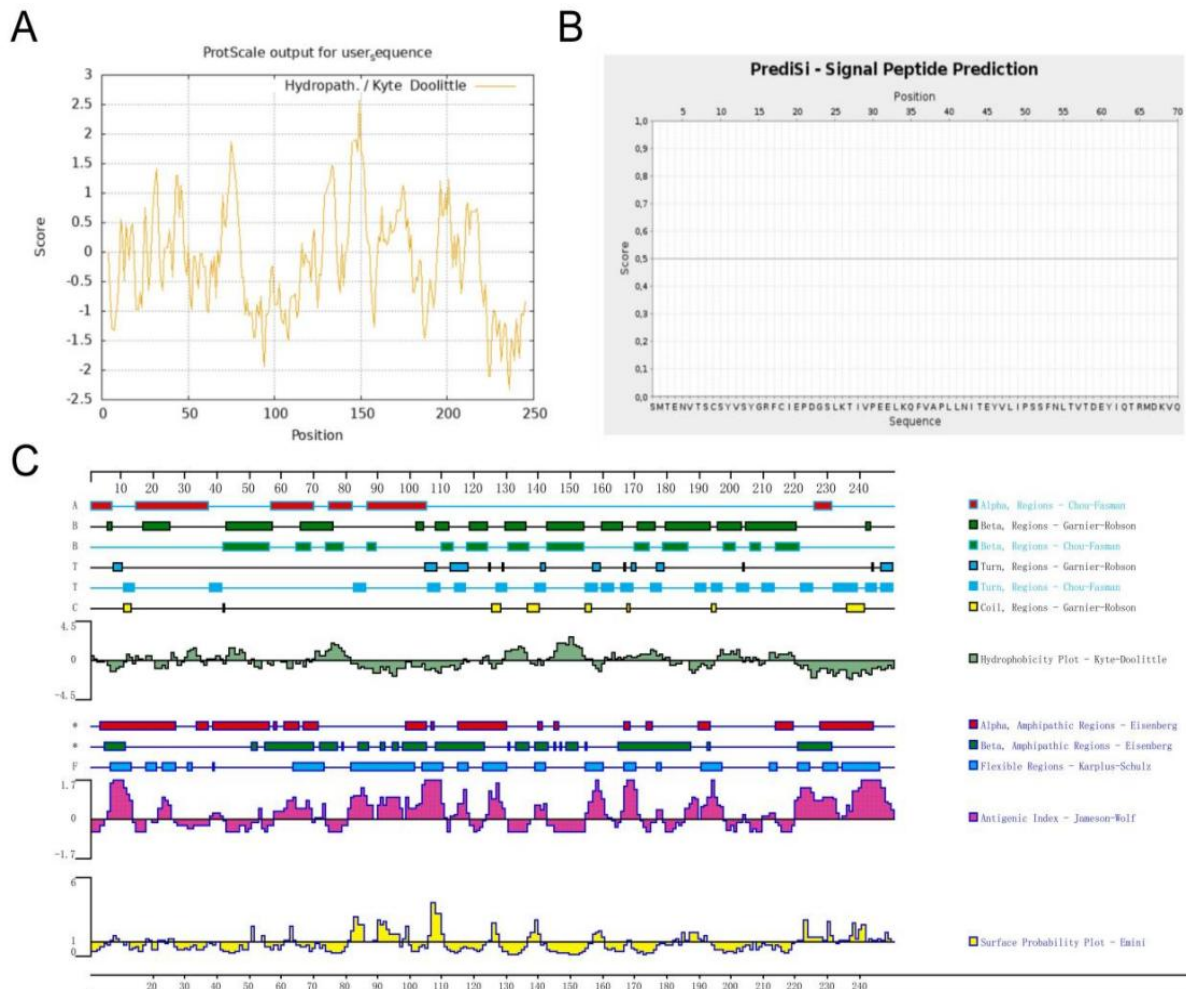 A
ProtScale output for user_sequence
Hydropath. / Kyte Doolittle
3
2.5
2
1.5
1
0.5
0
-0.5
-1
-1.5
-2
-2.5
Score
0 50 100 150 200 250
Position
B
PrediSi - Signal Peptide Prediction
Position
5 10 15 20 25 30 35 40 45 50 55 60 65 70
1,0
0,9
0,8
0,7
0,6
0,5
0,4
0,3
0,2
0,1
0,0
Score
SMTENVTSCSYVSYGRFCIEPDGSLKTIVPEELKQFVAPLLNITEYVLIPSSFNLTVTDEYIQTRMDKVQ
Sequence
C
10 20 30 40 50 60 70 80 90 100 110 120 130 140 150 160 170 180 190 200 210 220 230 240
A Alpha, Regions - Chou-Fasman
B Beta, Regions - Garnier-Robson
B Beta, Regions - Chou-Fasman
T Turn, Regions - Garnier-Robson
T Turn, Regions - Chou-Fasman
C Coil, Regions - Garnier-Robson
4.5
0 Hydrophobicity Plot - Kyte-Doolittle
-4.5
* Alpha, Amphipathic Regions - Eisenberg
* Beta, Amphipathic Regions - Eisenberg
F Flexible Regions - Karplus-Schulz
1.7
0 Antigenic Index - Jameson-Wolf
-1.7
6
1 Surface Probability Plot - Emini
0
20 30 40 50 60 70 80 90 100 110 120 130 140 150 160 170 180 190 200 210 220 230 240